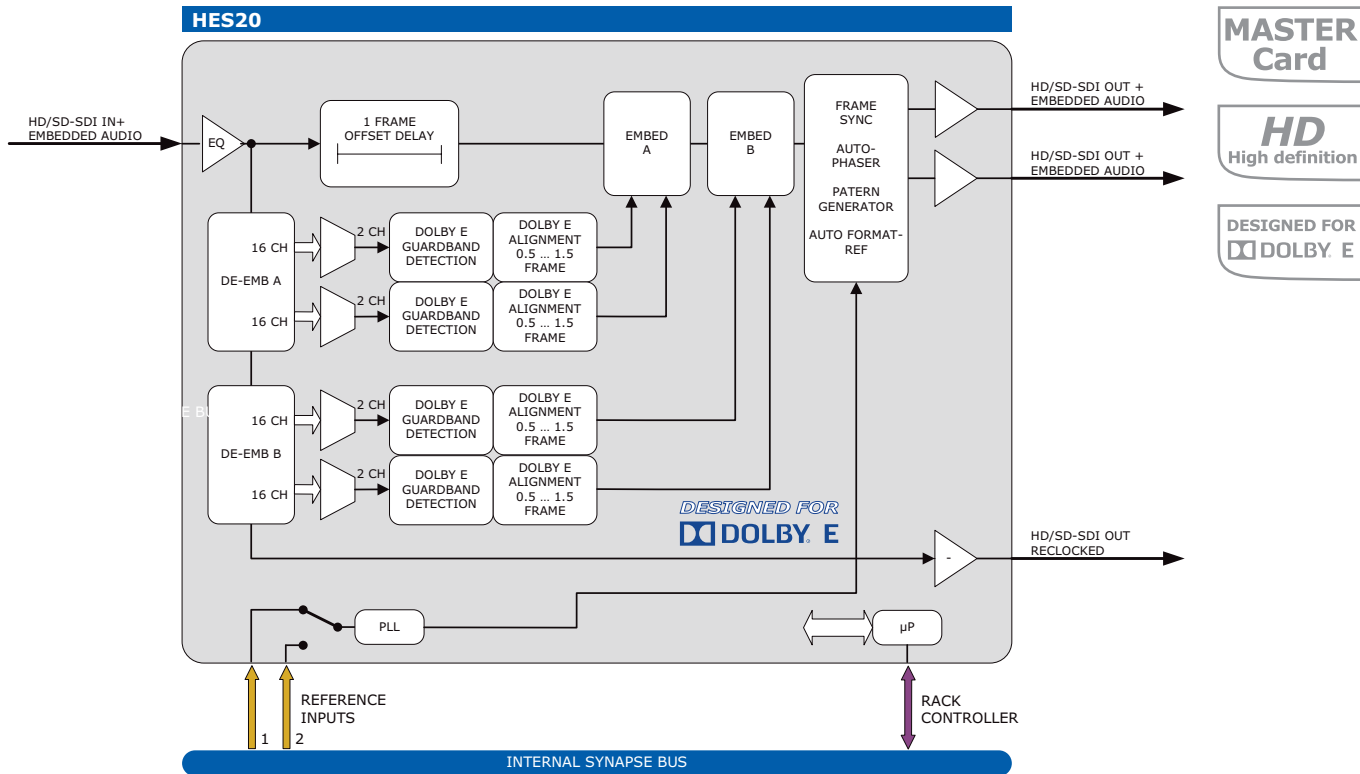 HES20
MASTER
Card
HD
High definition
DESIGNED FOR
DOLBY. E
HD/SD-SDI IN+
EMBEDDED AUDIO
EQ
1 FRAME
OFFSET DELAY
EMBED
A
EMBED
B
FRAME
SYNC
AUTO-
PHASER
PATERN
GENERATOR
AUTO FORMAT-
REF
HD/SD-SDI OUT +
EMBEDDED AUDIO
HD/SD-SDI OUT +
EMBEDDED AUDIO
16 CH
DE-EMB A
16 CH
2 CH
DOLBY E
GUARDBAND
DETECTION
DOLBY E
ALIGNMENT
0.5 ... 1.5
FRAME
2 CH
DOLBY E
GUARDBAND
DETECTION
DOLBY E
ALIGNMENT
0.5 ... 1.5
FRAME
E BU
16 CH
DE-EMB B
16 CH
2 CH
DOLBY E
GUARDBAND
DETECTION
DOLBY E
ALIGNMENT
0.5 ... 1.5
FRAME
2 CH
DOLBY E
GUARDBAND
DETECTION
DOLBY E
ALIGNMENT
0.5 ... 1.5
FRAME
DESIGNED FOR
DOLBY. E
-
HD/SD-SDI OUT
RECLOCKED
PLL
µP
REFERENCE
INPUTS
1 2
RACK
CONTROLLER
INTERNAL SYNAPSE BUS